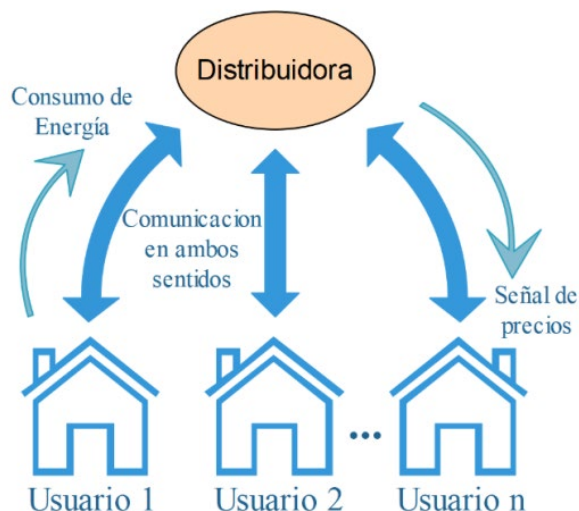 Distribuidora
Consumo de
Energía
Comunicacion
en ambos
sentidos
Señal de
precios
...
Usuario 1
Usuario 2
Usuario n